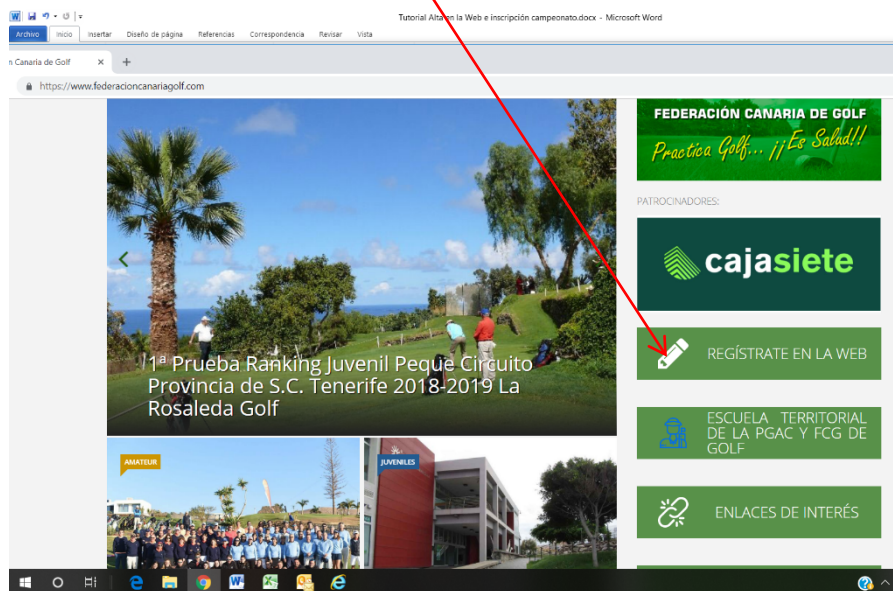 Tutorial Alta en la Web e inscripción campeonato.docx - Microsoft Word
Archivo Inicio Insertar Diseño de página Referencias Correspondencia Revisar Vista
n Canaria de Golf × +
https://www.federacioncanariagolf.com
FEDERACIÓN CANARIA DE GOLF
Practica Golf... ¡¡Es Salud!!
PATROCINADORES:
cajasiete
REGÍSTRATE EN LA WEB
1ª Prueba Ranking Juvenil Peque Circuito
Provincia de S.C. Tenerife 2018-2019 La
Rosaleda Golf
ESCUELA TERRITORIAL
DE LA PGAC Y FCG DE
GOLF
AMATEUR
JUVENILES
ENLACES DE INTERÉS